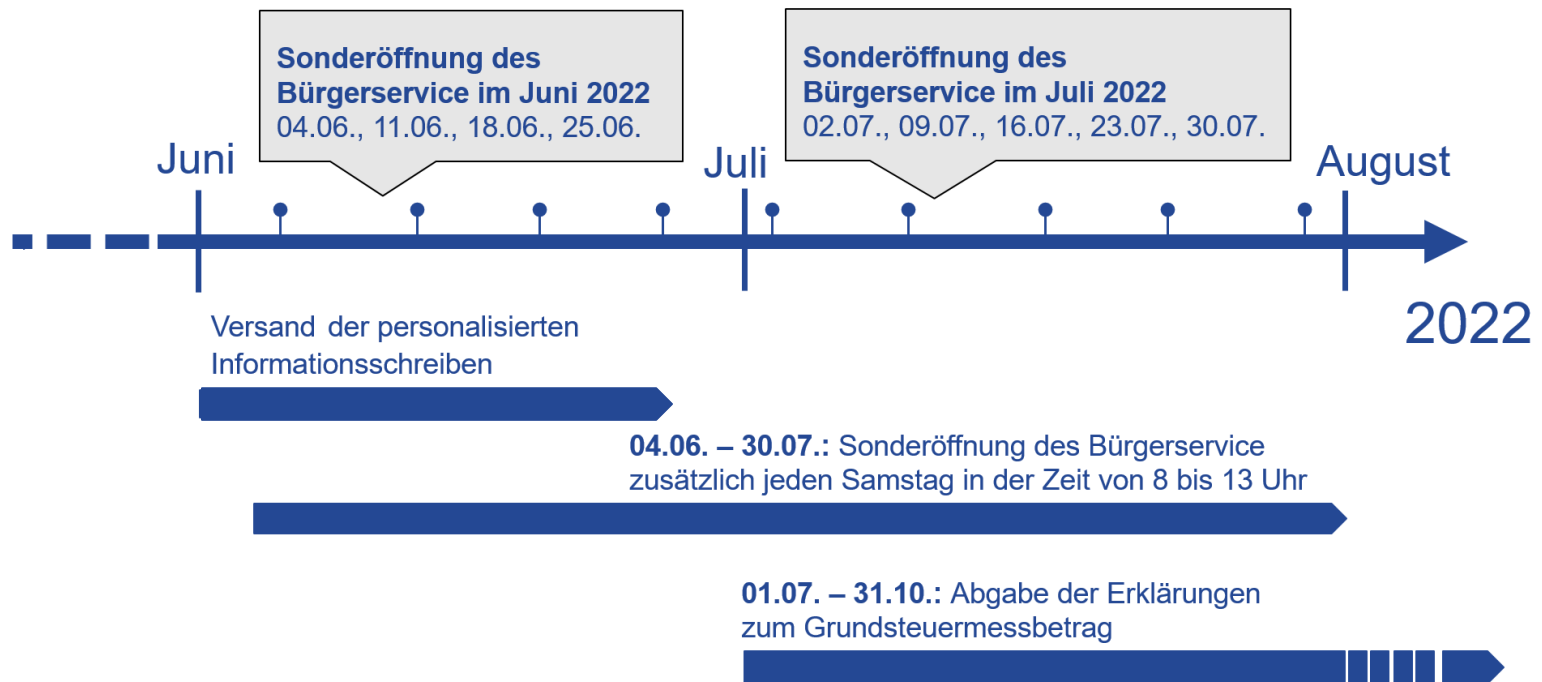 Sonderöffnung des
Bürgerservice im Juni 2022
04.06., 11.06., 18.06., 25.06.
Sonderöffnung des
Bürgerservice im Juli 2022
02.07., 09.07., 16.07., 23.07., 30.07.
Juni
Juli
August
2022
Versand der personalisierten
Informationsschreiben
04.06. – 30.07.: Sonderöffnung des Bürgerservice
zusätzlich jeden Samstag in der Zeit von 8 bis 13 Uhr
01.07. – 31.10.: Abgabe der Erklärungen
zum Grundsteuermessbetrag